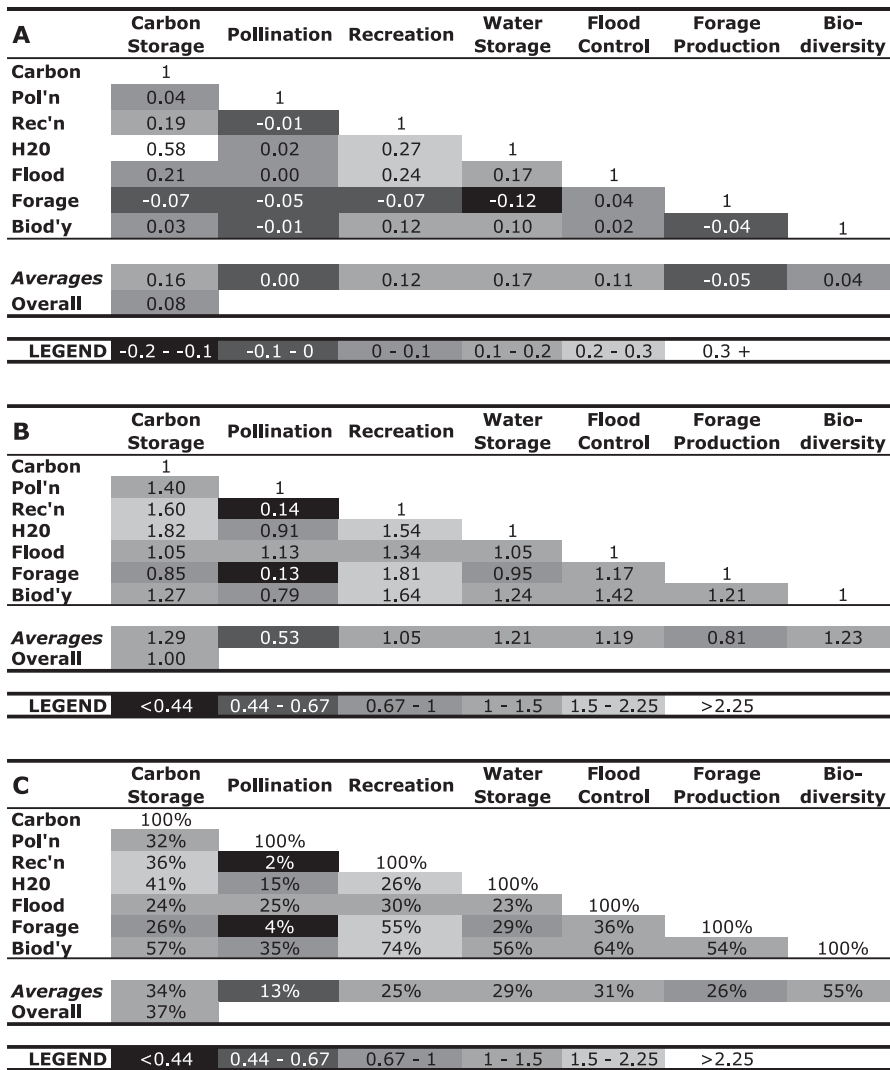 A Carbon Storage Pollination Recreation Water Storage Flood Control Forage Production Bio-diversity
Carbon 1
Pol'n 0.04 1
Rec'n 0.19 -0.01 1
H20 0.58 0.02 0.27 1
Flood 0.21 0.00 0.24 0.17 1
Forage -0.07 -0.05 -0.07 -0.12 0.04 1
Biod'y 0.03 -0.01 0.12 0.10 0.02 -0.04 1
Averages 0.16 0.00 0.12 0.17 0.11 -0.05 0.04
Overall 0.08
LEGEND -0.2 - -0.1 -0.1 - 0 0 - 0.1 0.1 - 0.2 0.2 - 0.3 0.3 +
B Carbon Storage Pollination Recreation Water Storage Flood Control Forage Production Bio-diversity
Carbon 1
Pol'n 1.40 1
Rec'n 1.60 0.14 1
H20 1.82 0.91 1.54 1
Flood 1.05 1.13 1.34 1.05 1
Forage 0.85 0.13 1.81 0.95 1.17 1
Biod'y 1.27 0.79 1.64 1.24 1.42 1.21 1
Averages 1.29 0.53 1.05 1.21 1.19 0.81 1.23
Overall 1.00
LEGEND <0.44 0.44 - 0.67 0.67 - 1 1 - 1.5 1.5 - 2.25 >2.25
C Carbon Storage Pollination Recreation Water Storage Flood Control Forage Production Bio-diversity
Carbon 100%
Pol'n 32% 100%
Rec'n 36% 2% 100%
H20 41% 15% 26% 100%
Flood 24% 25% 30% 23% 100%
Forage 26% 4% 55% 29% 36% 100%
Biod'y 57% 35% 74% 56% 64% 54% 100%
Averages 34% 13% 25% 29% 31% 26% 55%
Overall 37%
LEGEND <0.44 0.44 - 0.67 0.67 - 1 1 - 1.5 1.5 - 2.25 >2.25